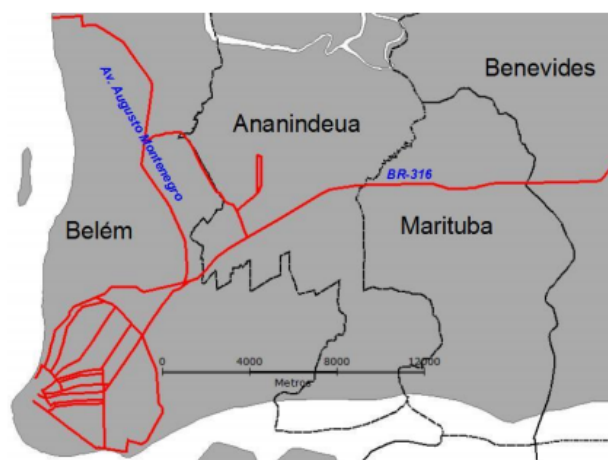 Benevides
Av. Augusto Montenegro
Ananindeua
BR-316
Belém
Marituba
0 4000 8000 12000
Metros